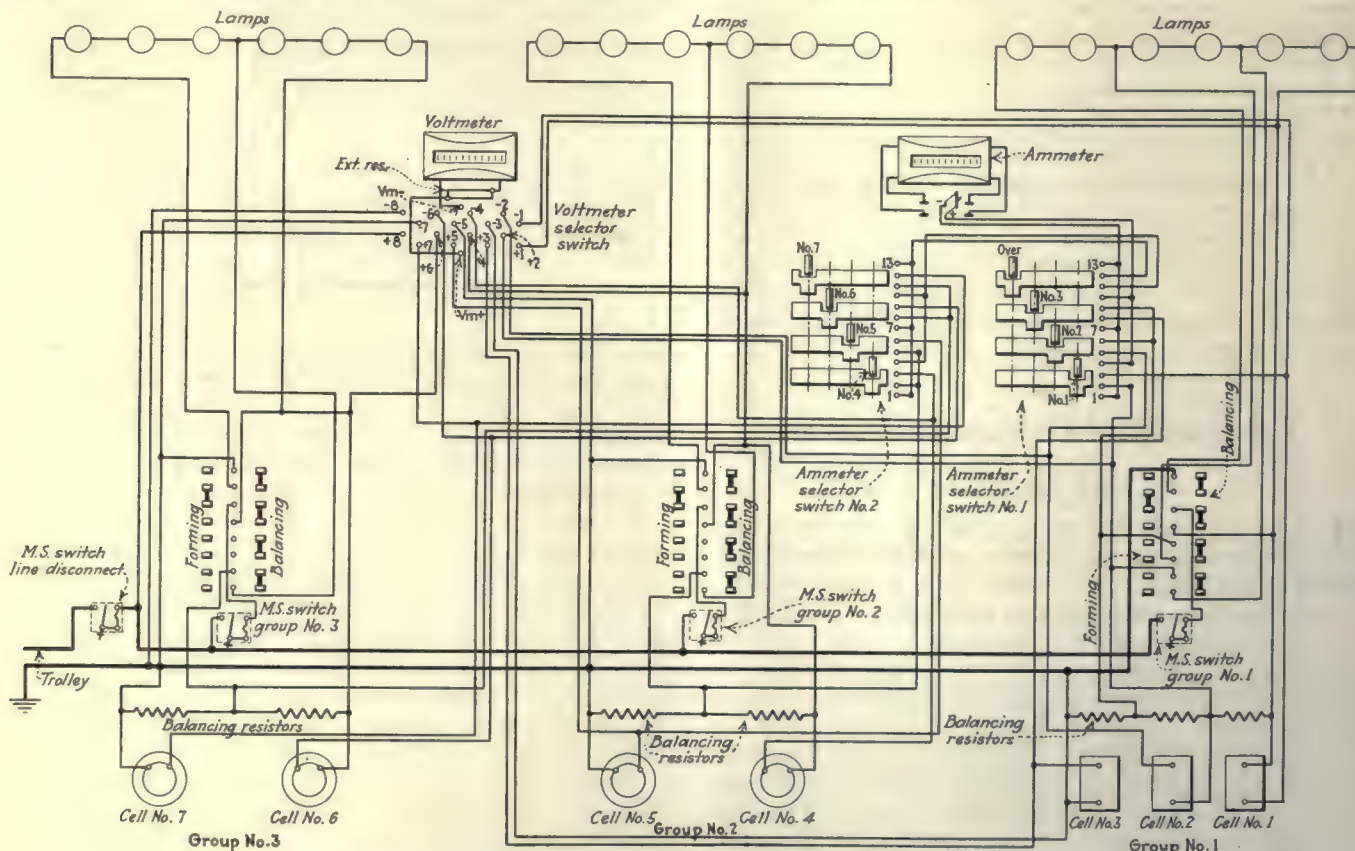 Lamps
Lamps
Lamps
Voltmeter
Ext. res.
Vm-
-8
+8
-7
+7
-6
+6
-5
+5
-4
+4
-3
+3
-2
+2
-1
+1
Vm+
Voltmeter
selector
switch
Ammeter
- +
No.7
No.6
No.5
No.4
13
7
1
Over
No.3
No.2
No.1
13
7
1
Ammeter
selector
switch No.2
Ammeter
selector
switch No.1
Forming
Balancing
Forming
Balancing
Forming
Balancing
M.S. switch
line disconnect
M.S. switch
group No. 3
M.S. switch
group No. 2
M.S. switch
group No. 1
Trolley
Balancing resistors
Balancing
resistors
Balancing
resistors
Cell No. 7
Cell No. 6
Cell No. 5
Cell No. 4
Cell No.3
Cell No.2
Cell No.1
Group No.3
Group No.2
Group No.1